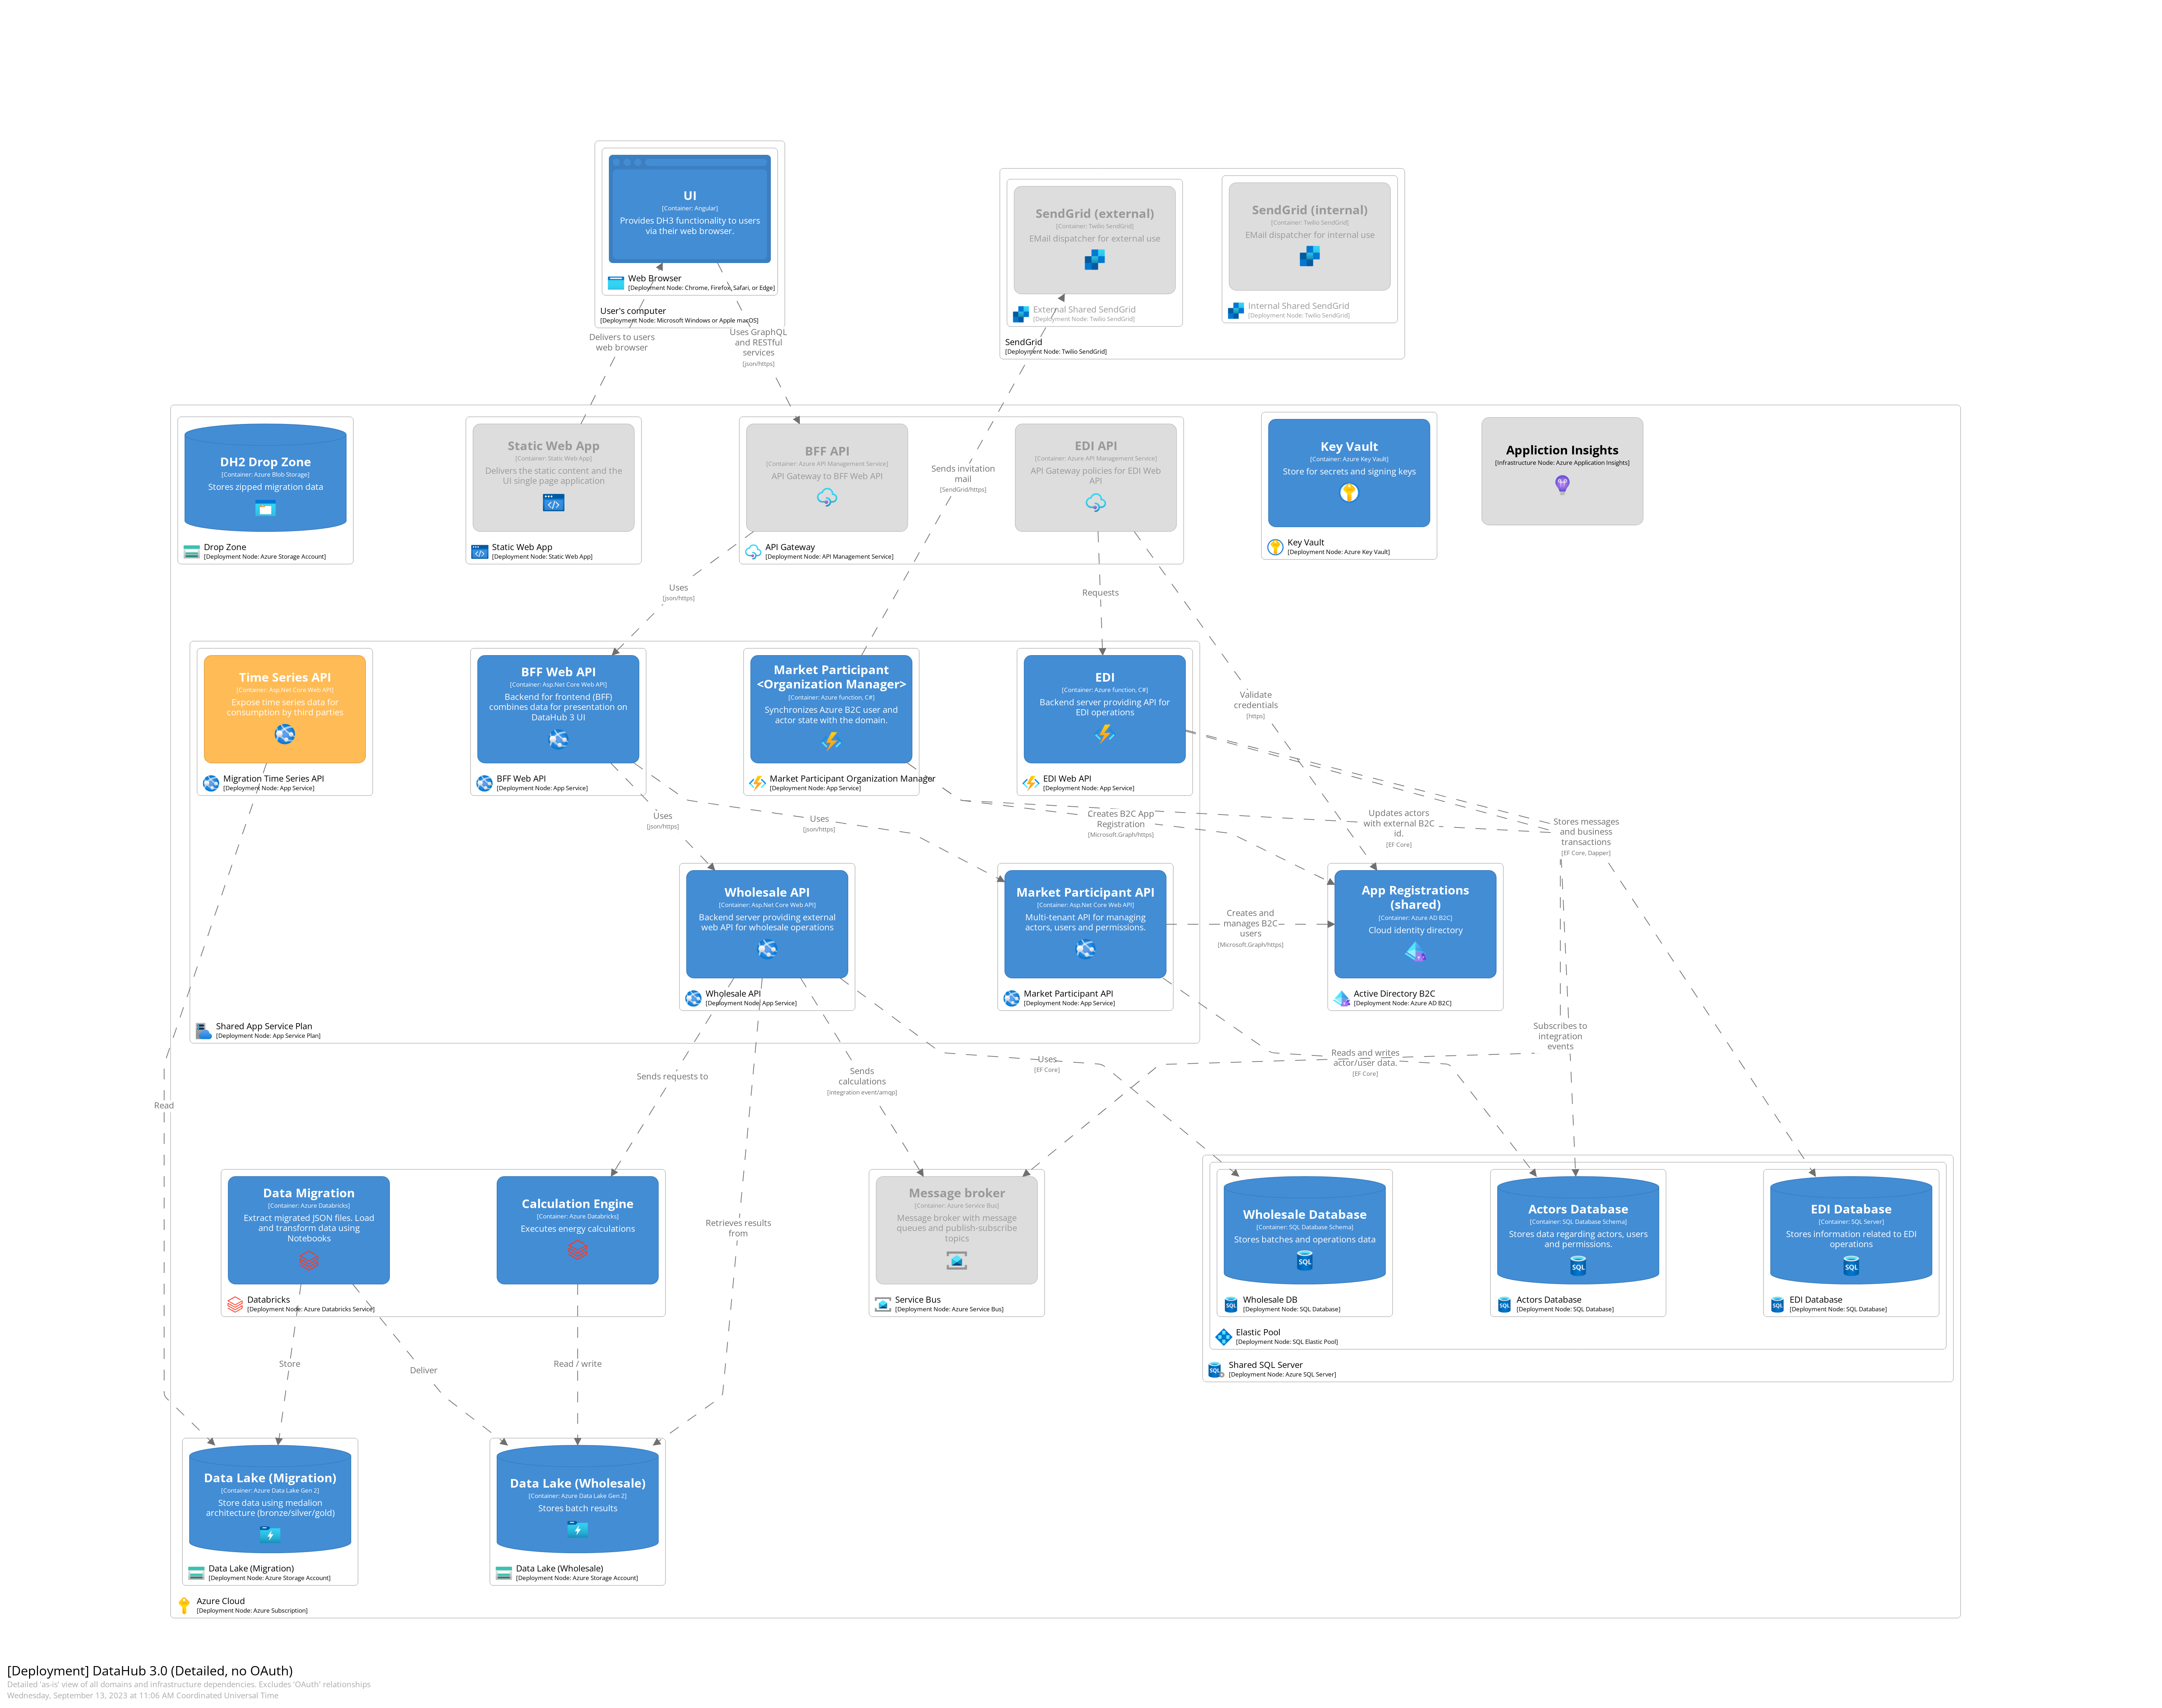 UI
[Container: Angular]
Provides DH3 functionality to users
via their web browser.
Web Browser
[Deployment Node: Chrome, Firefox, Safari, or Edge]
User's computer
[Deployment Node: Microsoft Windows or Apple macOS]
SendGrid (external)
[Container: Twilio SendGrid]
EMail dispatcher for external use
External Shared SendGrid
[Deployment Node: Twilio SendGrid]
SendGrid (internal)
[Container: Twilio SendGrid]
EMail dispatcher for internal use
Internal Shared SendGrid
[Deployment Node: Twilio SendGrid]
SendGrid
[Deployment Node: Twilio SendGrid]
Delivers to users
web browser
Uses GraphQL
and RESTful
services
[json/https]
DH2 Drop Zone
[Container: Azure Blob Storage]
Stores zipped migration data
Drop Zone
[Deployment Node: Azure Storage Account]
Static Web App
[Container: Static Web App]
Delivers the static content and the
UI single page application
Static Web App
[Deployment Node: Static Web App]
BFF API
[Container: Azure API Management Service]
API Gateway to BFF Web API
API Gateway
[Deployment Node: API Management Service]
Sends invitation
mail
[SendGrid/https]
EDI API
[Container: Azure API Management Service]
API Gateway policies for EDI Web
API
Key Vault
[Container: Azure Key Vault]
Store for secrets and signing keys
Key Vault
[Deployment Node: Azure Key Vault]
Appliction Insights
[Infrastructure Node: Azure Application Insights]
Uses
[json/https]
Requests
Time Series API
[Container: Asp.Net Core Web API]
Expose time series data for
consumption by third parties
Migration Time Series API
[Deployment Node: App Service]
BFF Web API
[Container: Asp.Net Core Web API]
Backend for frontend (BFF)
combines data for presentation on
DataHub 3 UI
BFF Web API
[Deployment Node: App Service]
Market Participant
<Organization Manager>
[Container: Azure function, C#]
Synchronizes Azure B2C user and
actor state with the domain.
Market Participant Organization Manager
[Deployment Node: App Service]
EDI
[Container: Azure function, C#]
Backend server providing API for
EDI operations
EDI Web API
[Deployment Node: App Service]
Validate
credentials
[https]
Uses
[json/https]
Uses
[json/https]
Creates B2C App
Registration
[Microsoft.Graph/https]
Updates actors
with external B2C
id.
[EF Core]
Stores messages
and business
transactions
[EF Core, Dapper]
Wholesale API
[Container: Asp.Net Core Web API]
Backend server providing external
web API for wholesale operations
Wholesale API
[Deployment Node: App Service]
Market Participant API
[Container: Asp.Net Core Web API]
Multi-tenant API for managing
actors, users and permissions.
Market Participant API
[Deployment Node: App Service]
Creates and
manages B2C
users
[Microsoft.Graph/https]
App Registrations
(shared)
[Container: Azure AD B2C]
Cloud identity directory
Active Directory B2C
[Deployment Node: Azure AD B2C]
Shared App Service Plan
[Deployment Node: App Service Plan]
Read
Sends requests to
Sends
calculations
[integration event/amqp]
Uses
[EF Core]
Reads and writes
actor/user data.
[EF Core]
Subscribes to
integration
events
Data Migration
[Container: Azure Databricks]
Extract migrated JSON files. Load
and transform data using
Notebooks
Databricks
[Deployment Node: Azure Databricks Service]
Calculation Engine
[Container: Azure Databricks]
Executes energy calculations
Retrieves results
from
Message broker
[Container: Azure Service Bus]
Message broker with message
queues and publish-subscribe
topics
Service Bus
[Deployment Node: Azure Service Bus]
Wholesale Database
[Container: SQL Database Schema]
Stores batches and operations data
Wholesale DB
[Deployment Node: SQL Database]
Actors Database
[Container: SQL Database Schema]
Stores data regarding actors, users
and permissions.
Actors Database
[Deployment Node: SQL Database]
EDI Database
[Container: SQL Server]
Stores information related to EDI
operations
EDI Database
[Deployment Node: SQL Database]
Elastic Pool
[Deployment Node: SQL Elastic Pool]
Shared SQL Server
[Deployment Node: Azure SQL Server]
Store
Deliver
Read / write
Data Lake (Migration)
[Container: Azure Data Lake Gen 2]
Store data using medalion
architecture (bronze/silver/gold)
Data Lake (Migration)
[Deployment Node: Azure Storage Account]
Data Lake (Wholesale)
[Container: Azure Data Lake Gen 2]
Stores batch results
Data Lake (Wholesale)
[Deployment Node: Azure Storage Account]
Azure Cloud
[Deployment Node: Azure Subscription]
[Deployment] DataHub 3.0 (Detailed, no OAuth)
Detailed 'as-is' view of all domains and infrastructure dependencies. Excludes 'OAuth' relationships
Wednesday, September 13, 2023 at 11:06 AM Coordinated Universal Time